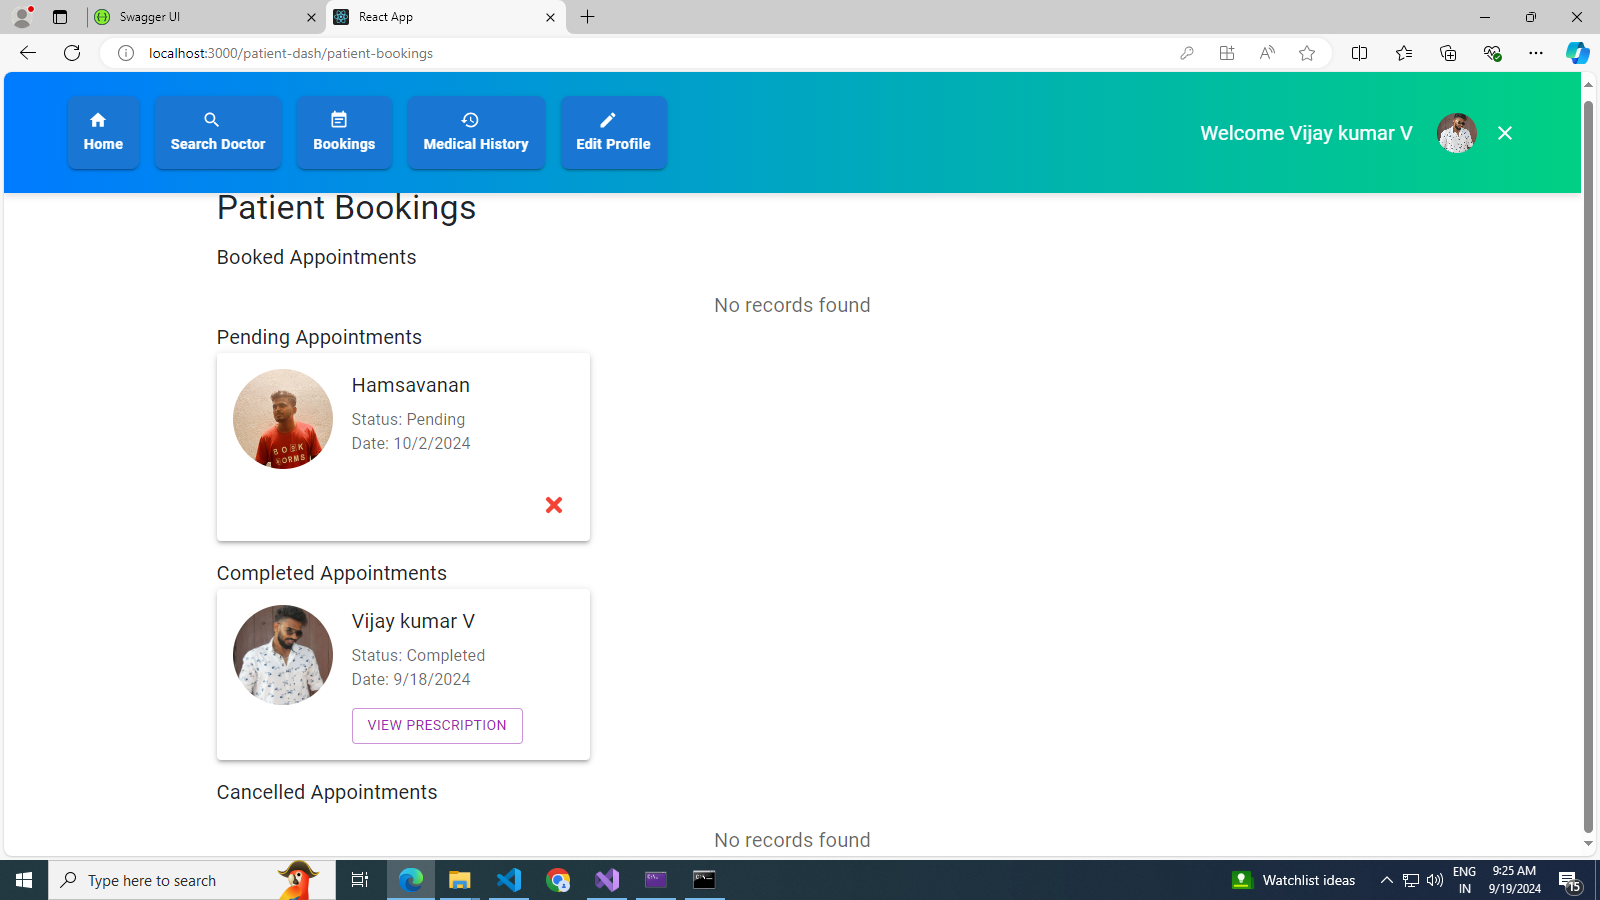 Swagger UI
React App
localhost:3000/patient-dash/patient-bookings
Home
Search Doctor
Bookings
Medical History
Edit Profile
Welcome Vijay kumar V
Patient Bookings
Booked Appointments
No records found
Pending Appointments
Hamsavanan
Status: Pending
Date: 10/2/2024
BOOK
WORMS
Completed Appointments
Vijay kumar V
Status: Completed
Date: 9/18/2024
VIEW PRESCRIPTION
Cancelled Appointments
No records found
Type here to search
Watchlist ideas
ENG
IN
9:25 AM
9/19/2024
15